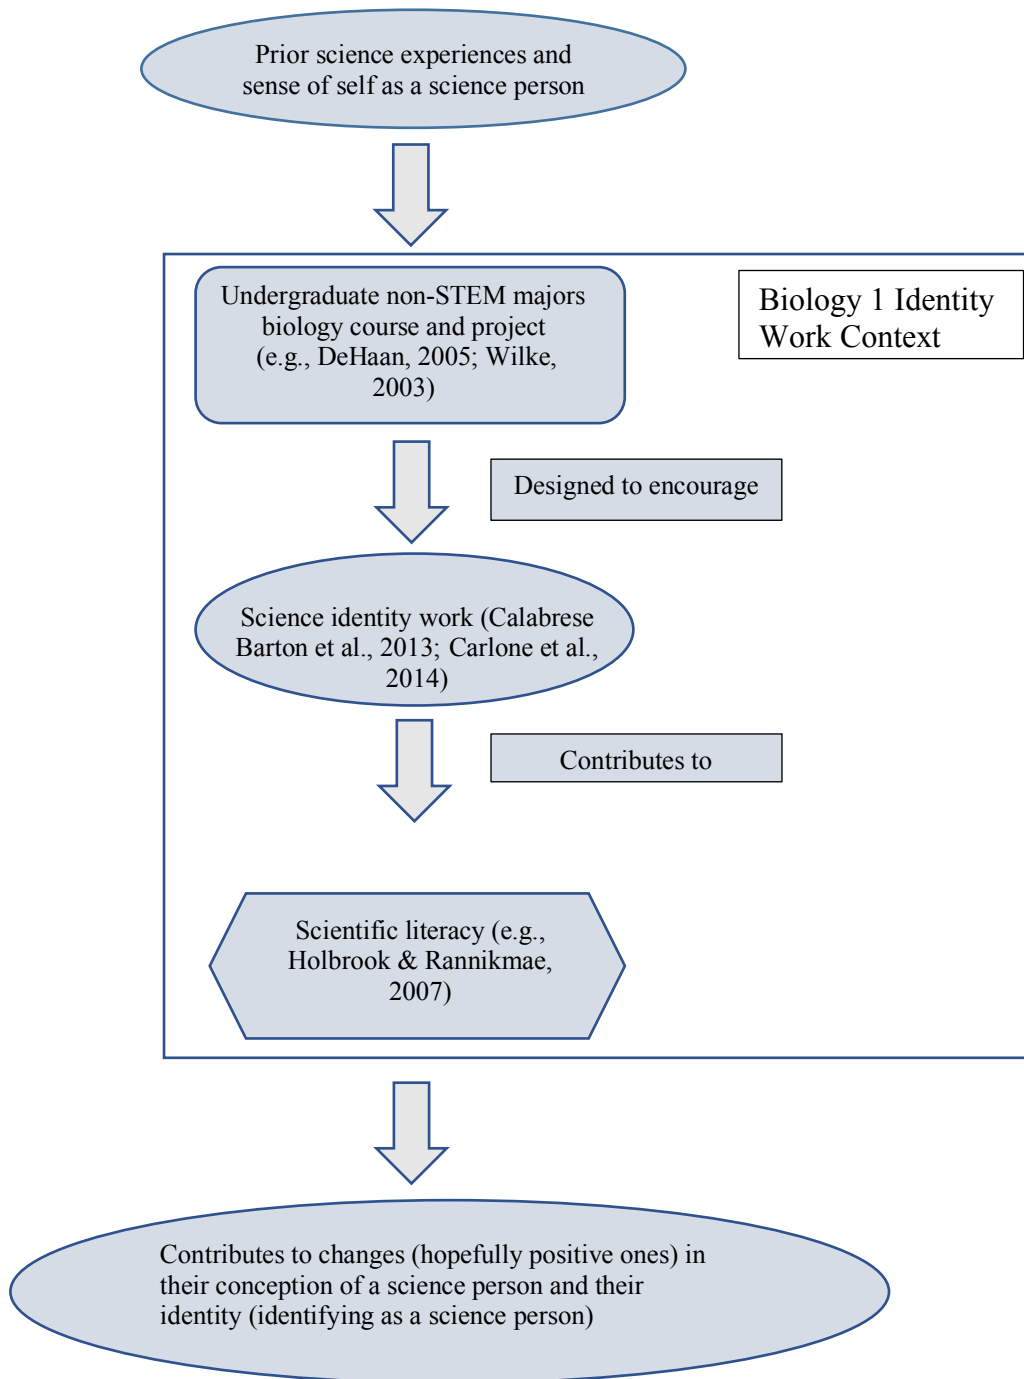 Prior science experiences and
sense of self as a science person
Undergraduate non-STEM majors
biology course and project
(e.g., DeHaan, 2005; Wilke,
2003)
Biology 1 Identity
Work Context
Designed to encourage
Science identity work (Calabrese
Barton et al., 2013; Carlone et al.,
2014)
Contributes to
Scientific literacy (e.g.,
Holbrook & Rannikmae,
2007)
Contributes to changes (hopefully positive ones) in
their conception of a science person and their
identity (identifying as a science person)